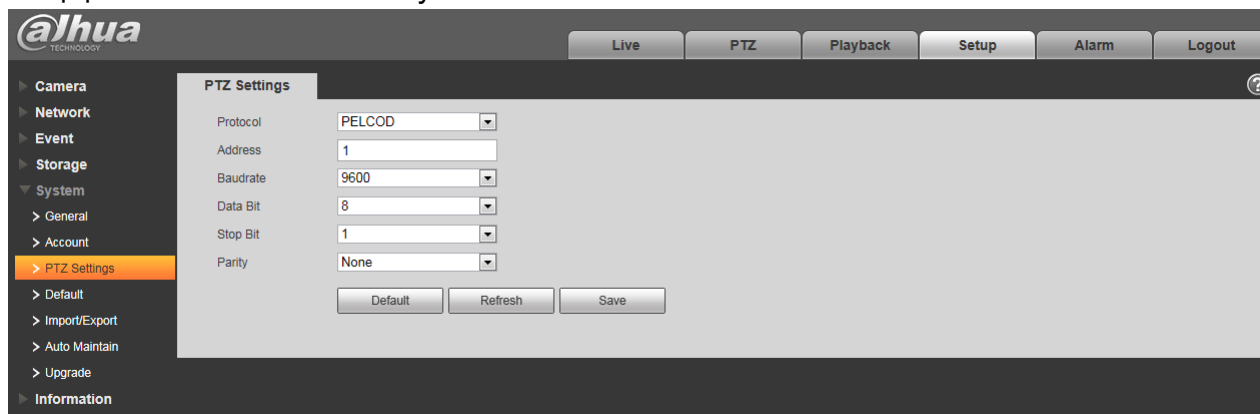 alhua
TECHNOLOGY
Live PTZ Playback Setup Alarm Logout
Camera
Network
Event
Storage
System
> General
> Account
> PTZ Settings
> Default
> Import/Export
> Auto Maintain
> Upgrade
Information
PTZ Settings
?
Protocol PELCOD
Address 1
Baudrate 9600
Data Bit 8
Stop Bit 1
Parity None
Default Refresh Save